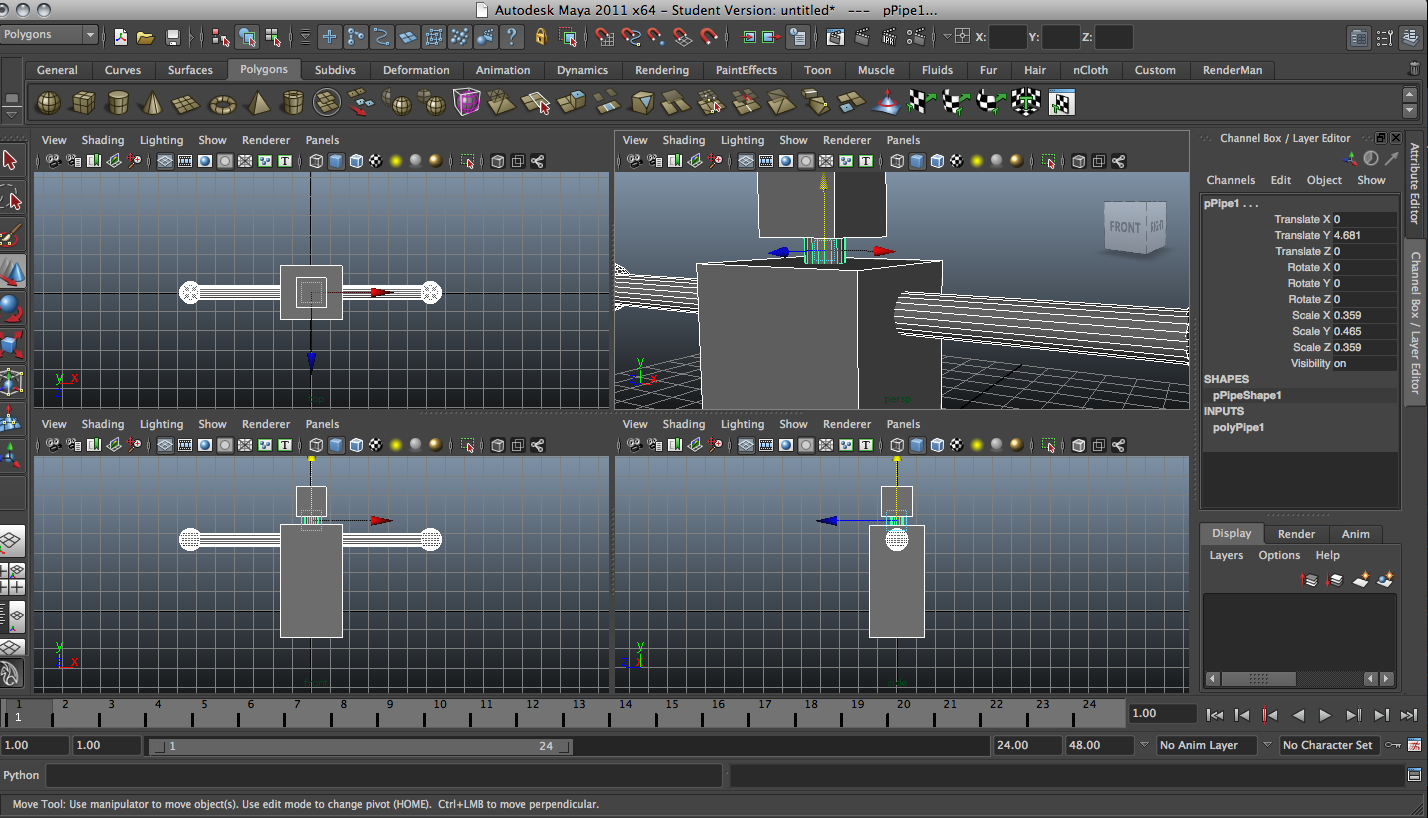 Autodesk Maya 2011 x64 - Student Version: untitled*   ---   pPipe1...
Polygons X: Y: Z:
General Curves Surfaces Polygons Subdivs Deformation Animation Dynamics Rendering PaintEffects Toon Muscle Fluids Fur Hair nCloth Custom RenderMan
View Shading Lighting Show Renderer Panels
View Shading Lighting Show Renderer Panels
Channel Box / Layer Editor
Channels Edit Object Show
pPipe1 . . .
Translate X 0
Translate Y 4.681
Translate Z 0
Rotate X 0
Rotate Y 0
Rotate Z 0
Scale X 0.359
Scale Y 0.465
Scale Z 0.359
Visibility on
SHAPES
pPipeShape1
INPUTS
polyPipe1
Attribute Editor
Channel Box / Layer Editor
FRONT RIGHT
y x
y x
persp
View Shading Lighting Show Renderer Panels
View Shading Lighting Show Renderer Panels
y z x
y z x
Display Render Anim
Layers Options Help
1 2 3 4 5 6 7 8 9 10 11 12 13 14 15 16 17 18 19 20 21 22 23 24
1 1.00
1.00 1.00 1 24 24.00 48.00 No Anim Layer No Character Set
Python
Move Tool: Use manipulator to move object(s). Use edit mode to change pivot (HOME).  Ctrl+LMB to move perpendicular.